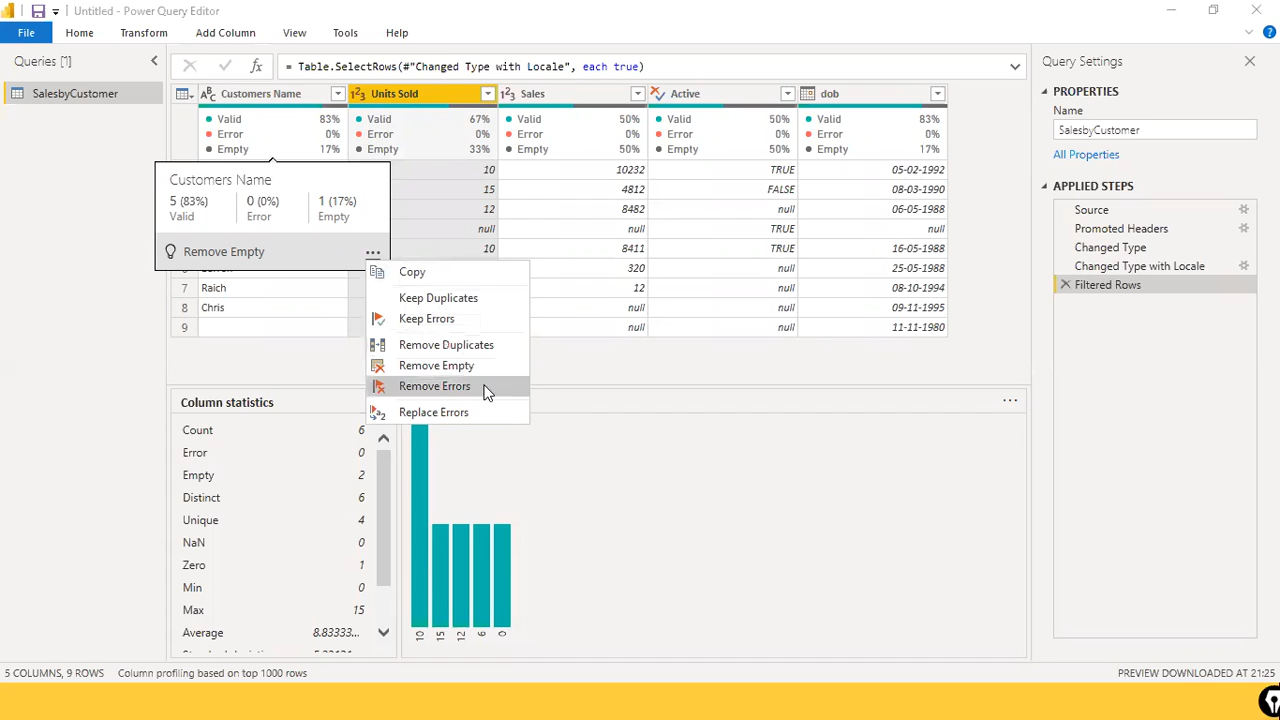 Untitled - Power Query Editor
File Home Transform Add Column View Tools Help
Queries [1]
SalesbyCustomer
fx = Table.SelectRows(#"Changed Type with Locale", each true)
ABC Customers Name 123 Units Sold 123 Sales Active dob
Valid 83% Valid 67% Valid 50% Valid 50% Valid 83%
Error 0% Error 0% Error 0% Error 0% Error 0%
Empty 17% Empty 33% Empty 50% Empty 50% Empty 17%
10 10232 TRUE 05-02-1992
15 4812 FALSE 08-03-1990
12 8482 null 06-05-1988
null null TRUE null
10 8411 TRUE 16-05-1988
320 null 25-05-1988
7 Raich 12 null 08-10-1994
8 Chris null null 09-11-1995
9 null null 11-11-1980
Customers Name
5 (83%) 0 (0%) 1 (17%)
Valid Error Empty
Remove Empty ...
Copy
Keep Duplicates
Keep Errors
Remove Duplicates
Remove Empty
Remove Errors
Replace Errors
Column statistics ...
Count 6
Error 0
Empty 2
Distinct 6
Unique 4
NaN 0
Zero 1
Min 0
Max 15
Average 8.83333...
10 15 12 6 0
Query Settings
PROPERTIES
Name
SalesbyCustomer
All Properties
APPLIED STEPS
Source
Promoted Headers
Changed Type
Changed Type with Locale
Filtered Rows
5 COLUMNS, 9 ROWS Column profiling based on top 1000 rows PREVIEW DOWNLOADED AT 21:25